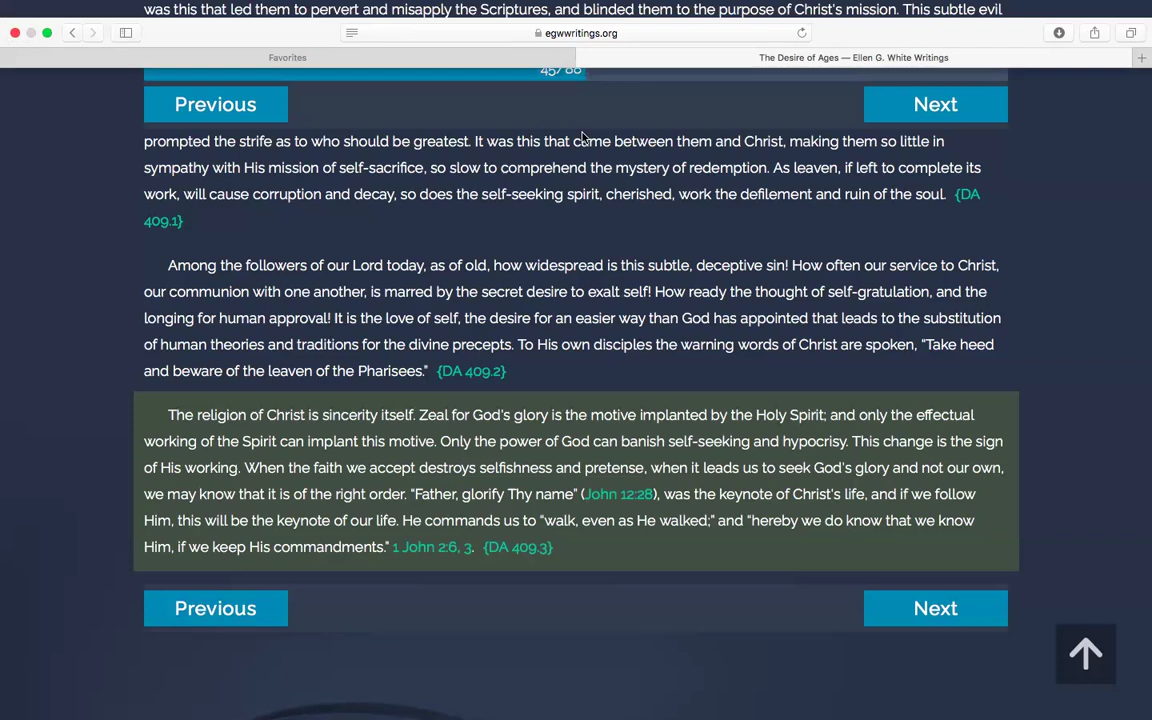 was this that led them to pervert and misapply the Scriptures, and blinded them to the purpose of Christ's mission. This subtle evil
egwwritings.org
Favorites
The Desire of Ages — Ellen G. White Writings
45/88
Previous
Next
prompted the strife as to who should be greatest. It was this that come between them and Christ, making them so little in
sympathy with His mission of self-sacrifice, so slow to comprehend the mystery of redemption. As leaven, if left to complete its
work, will cause corruption and decay, so does the self-seeking spirit, cherished, work the defilement and ruin of the soul. {DA
409.1}
Among the followers of our Lord today, as of old, how widespread is this subtle, deceptive sin! How often our service to Christ,
our communion with one another, is marred by the secret desire to exalt self! How ready the thought of self-gratulation, and the
longing for human approval! It is the love of self, the desire for an easier way than God has appointed that leads to the substitution
of human theories and traditions for the divine precepts. To His own disciples the warning words of Christ are spoken, “Take heed
and beware of the leaven of the Pharisees.” {DA 409.2}
The religion of Christ is sincerity itself. Zeal for God's glory is the motive implanted by the Holy Spirit; and only the effectual
working of the Spirit can implant this motive. Only the power of God can banish self-seeking and hypocrisy. This change is the sign
of His working. When the faith we accept destroys selfishness and pretense, when it leads us to seek God's glory and not our own,
we may know that it is of the right order. “Father, glorify Thy name” (John 12:28), was the keynote of Christ's life, and if we follow
Him, this will be the keynote of our life. He commands us to “walk, even as He walked;” and “hereby we do know that we know
Him, if we keep His commandments.” 1 John 2:6, 3. {DA 409.3}
Previous
Next